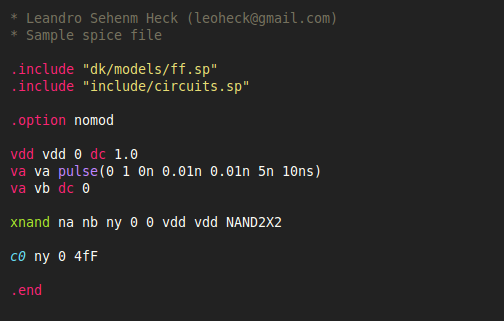 * Leandro Sehenm Heck (leoheck@gmail.com)
* Sample spice file
.include "dk/models/ff.sp"
.include "include/circuits.sp"
.option nomod
vdd vdd 0 dc 1.0
va va pulse(0 1 0n 0.01n 0.01n 5n 10ns)
va vb dc 0
xnand na nb ny 0 0 vdd vdd NAND2X2
c0 ny 0 4fF
.end